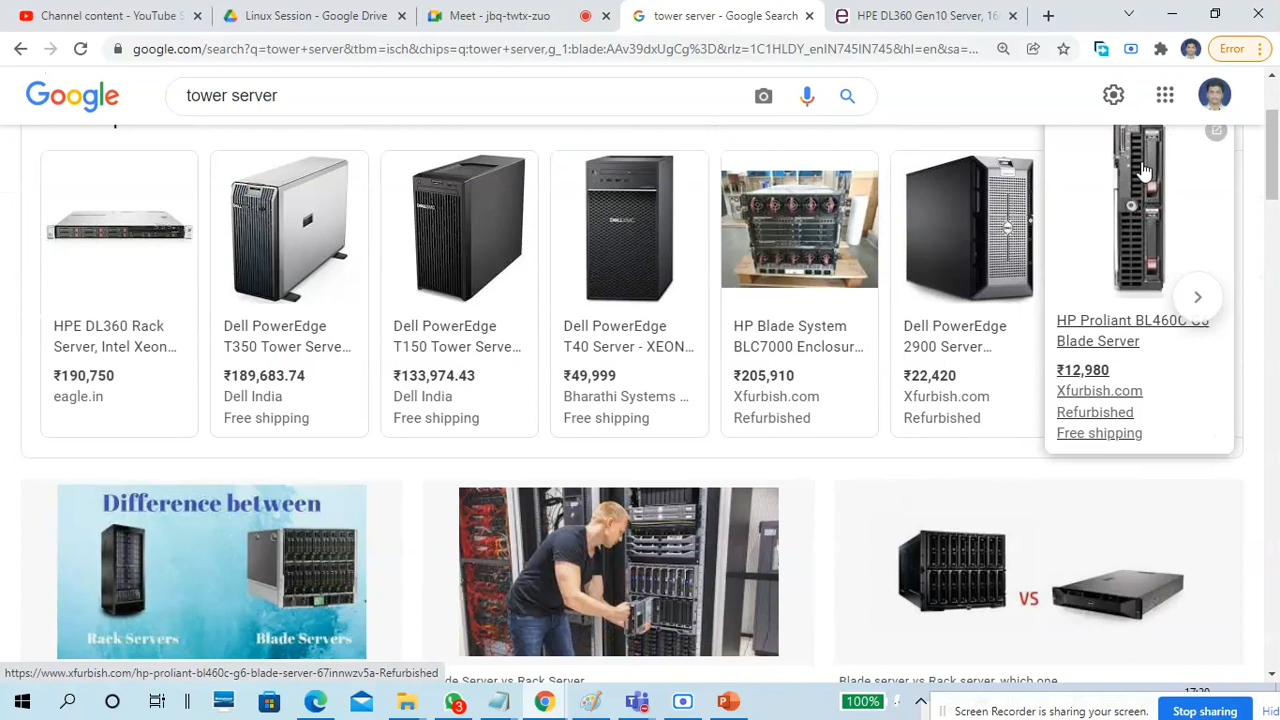 Channel content - YouTube S
Linux Session - Google Drive
Meet - jbq-twtx-zuo
tower server - Google Search
HPE DL360 Gen10 Server, 16
google.com/search?q=tower+server&tbm=isch&chips=q:tower+server,g_1:blade:AAv39dxUgCg%3D&rlz=1C1HLDY_enIN745IN745&hl=en&sa=...
Error
Google
tower server
HPE DL360 Rack
Server, Intel Xeon...
₹190,750
eagle.in
Dell PowerEdge
T350 Tower Serve...
₹189,683.74
Dell India
Free shipping
Dell PowerEdge
T150 Tower Serve...
₹133,974.43
Dell India
Free shipping
Dell PowerEdge
T40 Server - XEON...
₹49,999
Bharathi Systems ...
Free shipping
HP Blade System
BLC7000 Enclosur...
₹205,910
Xfurbish.com
Refurbished
Dell PowerEdge
2900 Server...
₹22,420
Xfurbish.com
Refurbished
HP Proliant BL460C G6
Blade Server
₹12,980
Xfurbish.com
Refurbished
Free shipping
Difference between
Rack Servers
Blade Servers
VS
https://www.xfurbish.com/hp-proliant-bl460c-g6-blade-server-67innwzv5a-Refurbished
de Server vs Rack Server
Blade server vs Rack server, which one
3
100%
Screen Recorder is sharing your screen.
Stop sharing
Hid